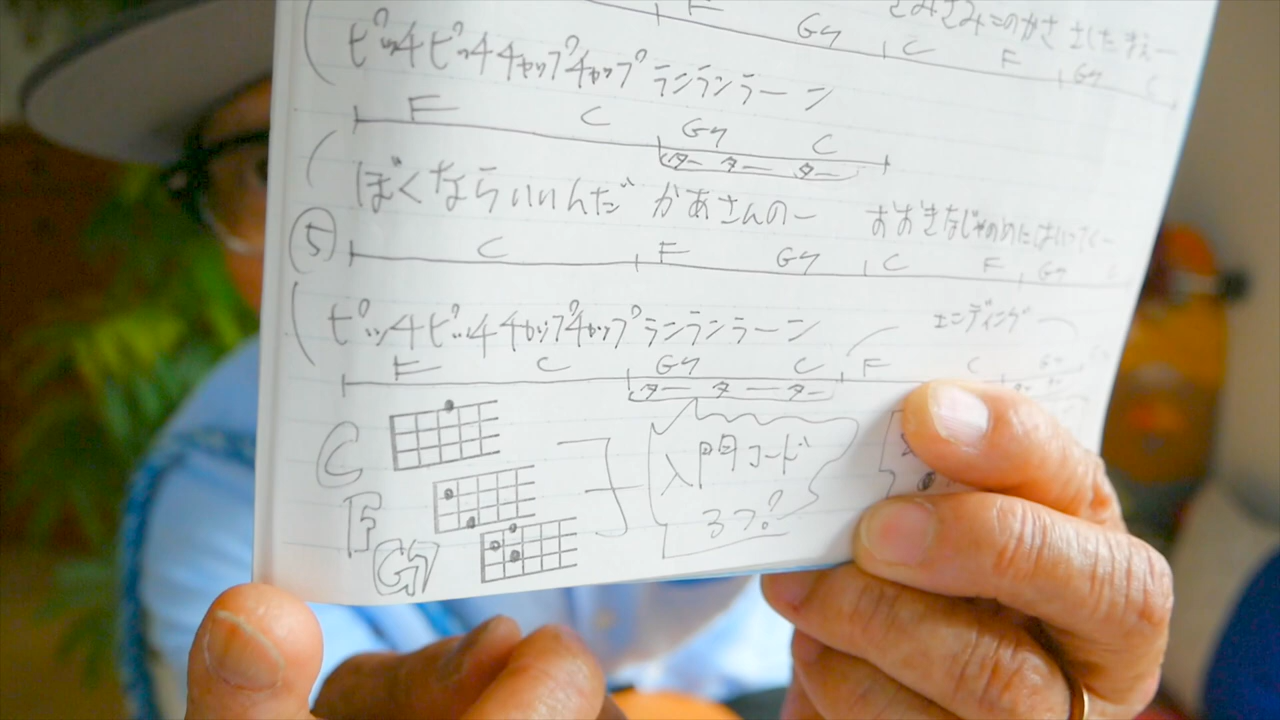 F G7 C F G7 C
ピッチピッチチャップチャップ ランランラーン
F C G7 C
ター ター ター
ぼくならいいんだ かあさんのー おおきなじゃのめにはいってくー
⑤ C F G7 C F G7 C
ピッチピッチチャップチャップ ランランラーン エンディング
F C G7 C F C
ター ター ター
C
F
G7
入門コード
3つ!